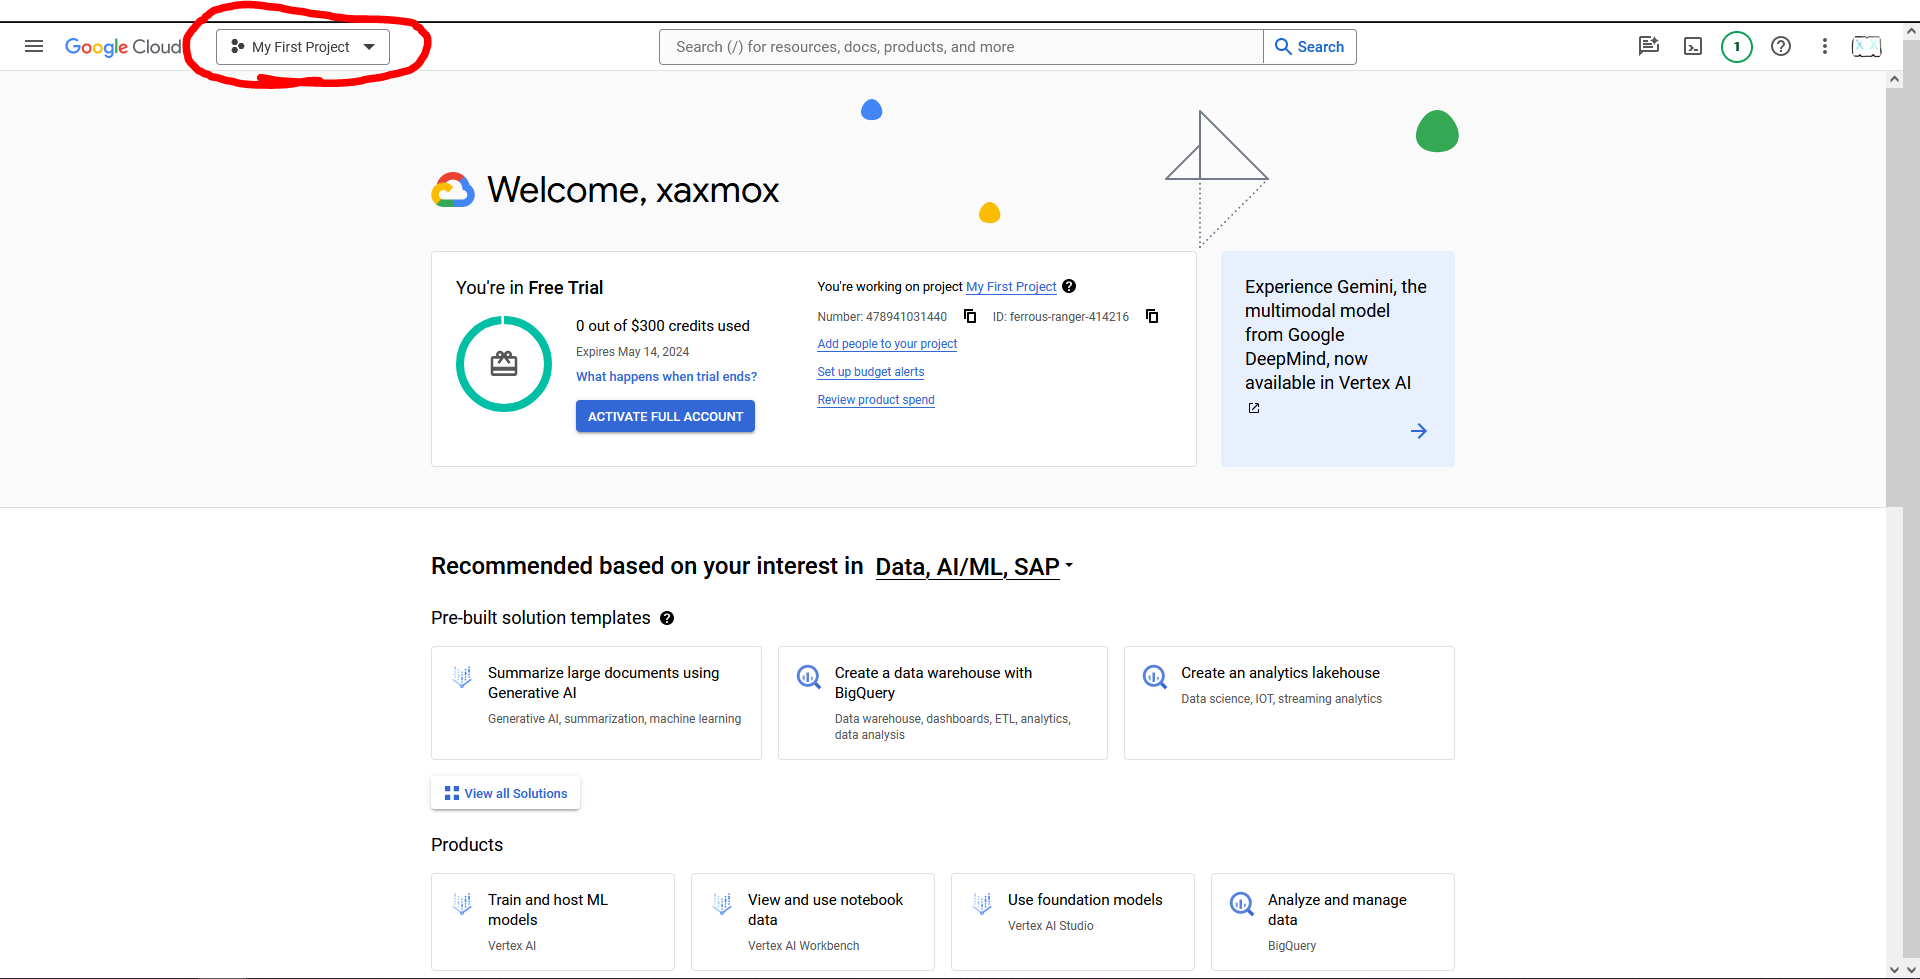 Google Cloud
My First Project
Search (/) for resources, docs, products, and more
Search
1
Welcome, xaxmox
You're in Free Trial
0 out of $300 credits used
Expires May 14, 2024
What happens when trial ends?
ACTIVATE FULL ACCOUNT
You're working on project My First Project
Number: 478941031440
ID: ferrous-ranger-414216
Add people to your project
Set up budget alerts
Review product spend
Experience Gemini, the
multimodal model
from Google
DeepMind, now
available in Vertex AI
Recommended based on your interest in Data, AI/ML, SAP
Pre-built solution templates
Summarize large documents using
Generative AI
Generative AI, summarization, machine learning
Create a data warehouse with
BigQuery
Data warehouse, dashboards, ETL, analytics,
data analysis
Create an analytics lakehouse
Data science, IOT, streaming analytics
View all Solutions
Products
Train and host ML
models
Vertex AI
View and use notebook
data
Vertex AI Workbench
Use foundation models
Vertex AI Studio
Analyze and manage
data
BigQuery